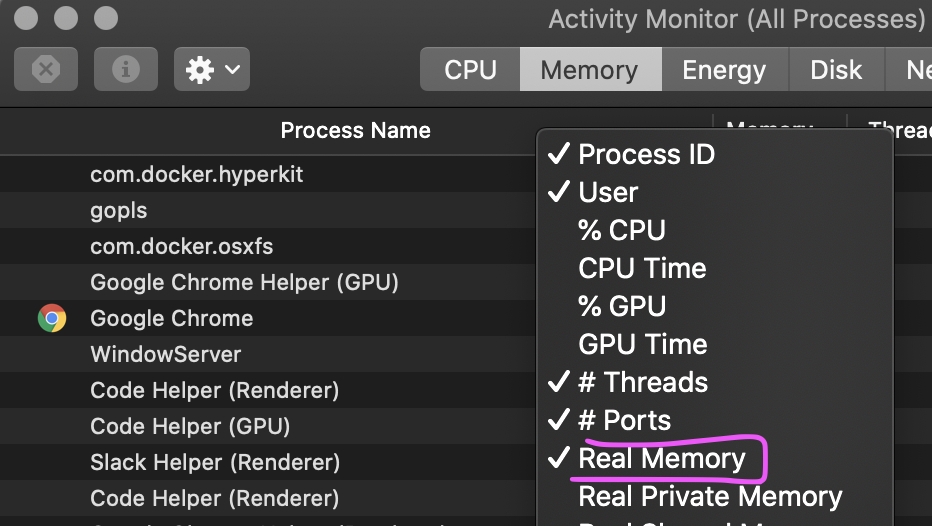 Activity Monitor (All Processes)
CPU Memory Energy Disk
Process Name
com.docker.hyperkit
gopls
com.docker.osxfs
Google Chrome Helper (GPU)
Google Chrome
WindowServer
Code Helper (Renderer)
Code Helper (GPU)
Slack Helper (Renderer)
Code Helper (Renderer)
✓ Process ID
✓ User
% CPU
CPU Time
% GPU
GPU Time
✓ # Threads
✓ # Ports
✓ Real Memory
Real Private Memory